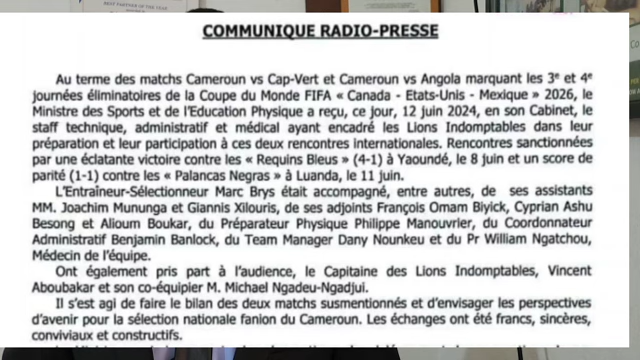 COMMUNIQUE RADIO-PRESSE
Au terme des matchs Cameroun vs Cap-Vert et Cameroun vs Angola marquant les 3e et 4e
journées éliminatoires de la Coupe du Monde FIFA « Canada - Etats-Unis - Mexique » 2026, le
Ministre des Sports et de l'Education Physique a reçu, ce jour, 12 juin 2024, en son Cabinet, le
staff technique, administratif et médical ayant encadré les Lions Indomptables dans leur
préparation et leur participation à ces deux rencontres internationales. Rencontres sanctionnées
par une éclatante victoire contre les « Requins Bleus » (4-1) à Yaoundé, le 8 juin et un score de
parité (1-1) contre les « Palancas Negras » à Luanda, le 11 juin.
L'Entraîneur-Sélectionneur Marc Brys était accompagné, entre autres, de ses assistants
MM. Joachim Mununga et Giannis Xilouris, de ses adjoints François Omam Biyick, Cyprian Ashu
Besong et Alioum Boukar, du Préparateur Physique Philippe Manouvrier, du Coordonnateur
Administratif Benjamin Banlock, du Team Manager Dany Nounkeu et du Pr William Ngatchou,
Médecin de l'équipe.
Ont également pris part à l'audience, le Capitaine des Lions Indomptables, Vincent
Aboubakar et son co-équipier M. Michael Ngadeu-Ngadjui.
Il s'est agi de faire le bilan des deux matchs susmentionnés et d'envisager les perspectives
d'avenir pour la sélection nationale fanion du Cameroun. Les échanges ont été francs, sincères,
conviviaux et constructifs.